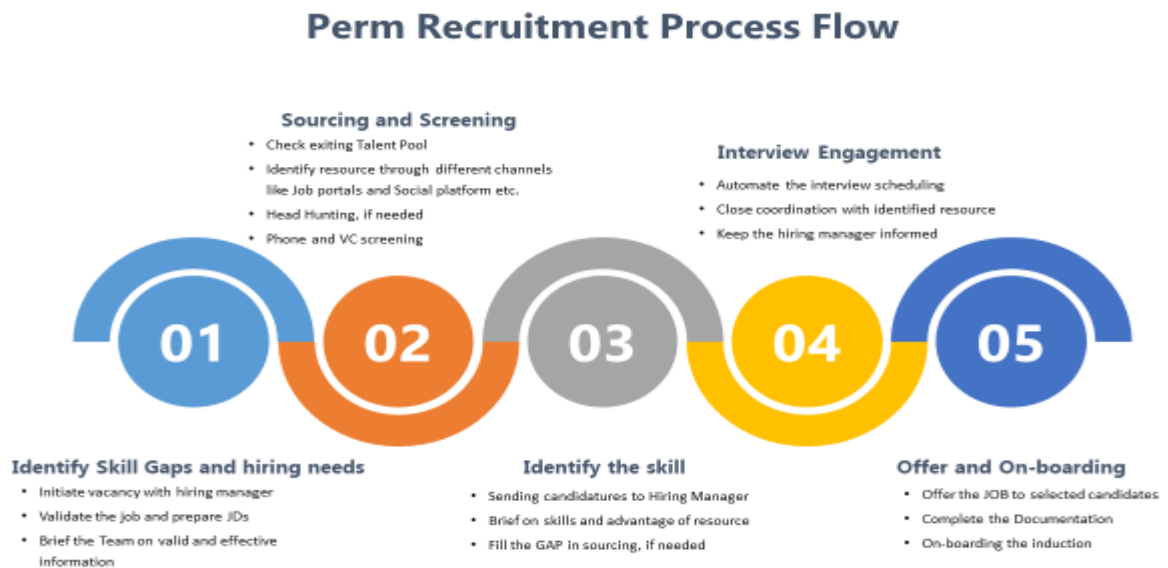 Perm Recruitment Process Flow
Sourcing and Screening
• Check exiting Talent Pool
• Identify resource through different channels
like Job portals and Social platform etc.
• Head Hunting, if needed
• Phone and VC screening
Interview Engagement
• Automate the interview scheduling
• Close coordination with identified resource
• Keep the hiring manager informed
01
02
03
04
05
Identify Skill Gaps and hiring needs
• Initiate vacancy with hiring manager
• Validate the job and prepare JDs
• Brief the Team on valid and effective
information
Identify the skill
• Sending candidatures to Hiring Manager
• Brief on skills and advantage of resource
• Fill the GAP in sourcing, if needed
Offer and On-boarding
• Offer the JOB to selected candidates
• Complete the Documentation
• On-boarding the induction